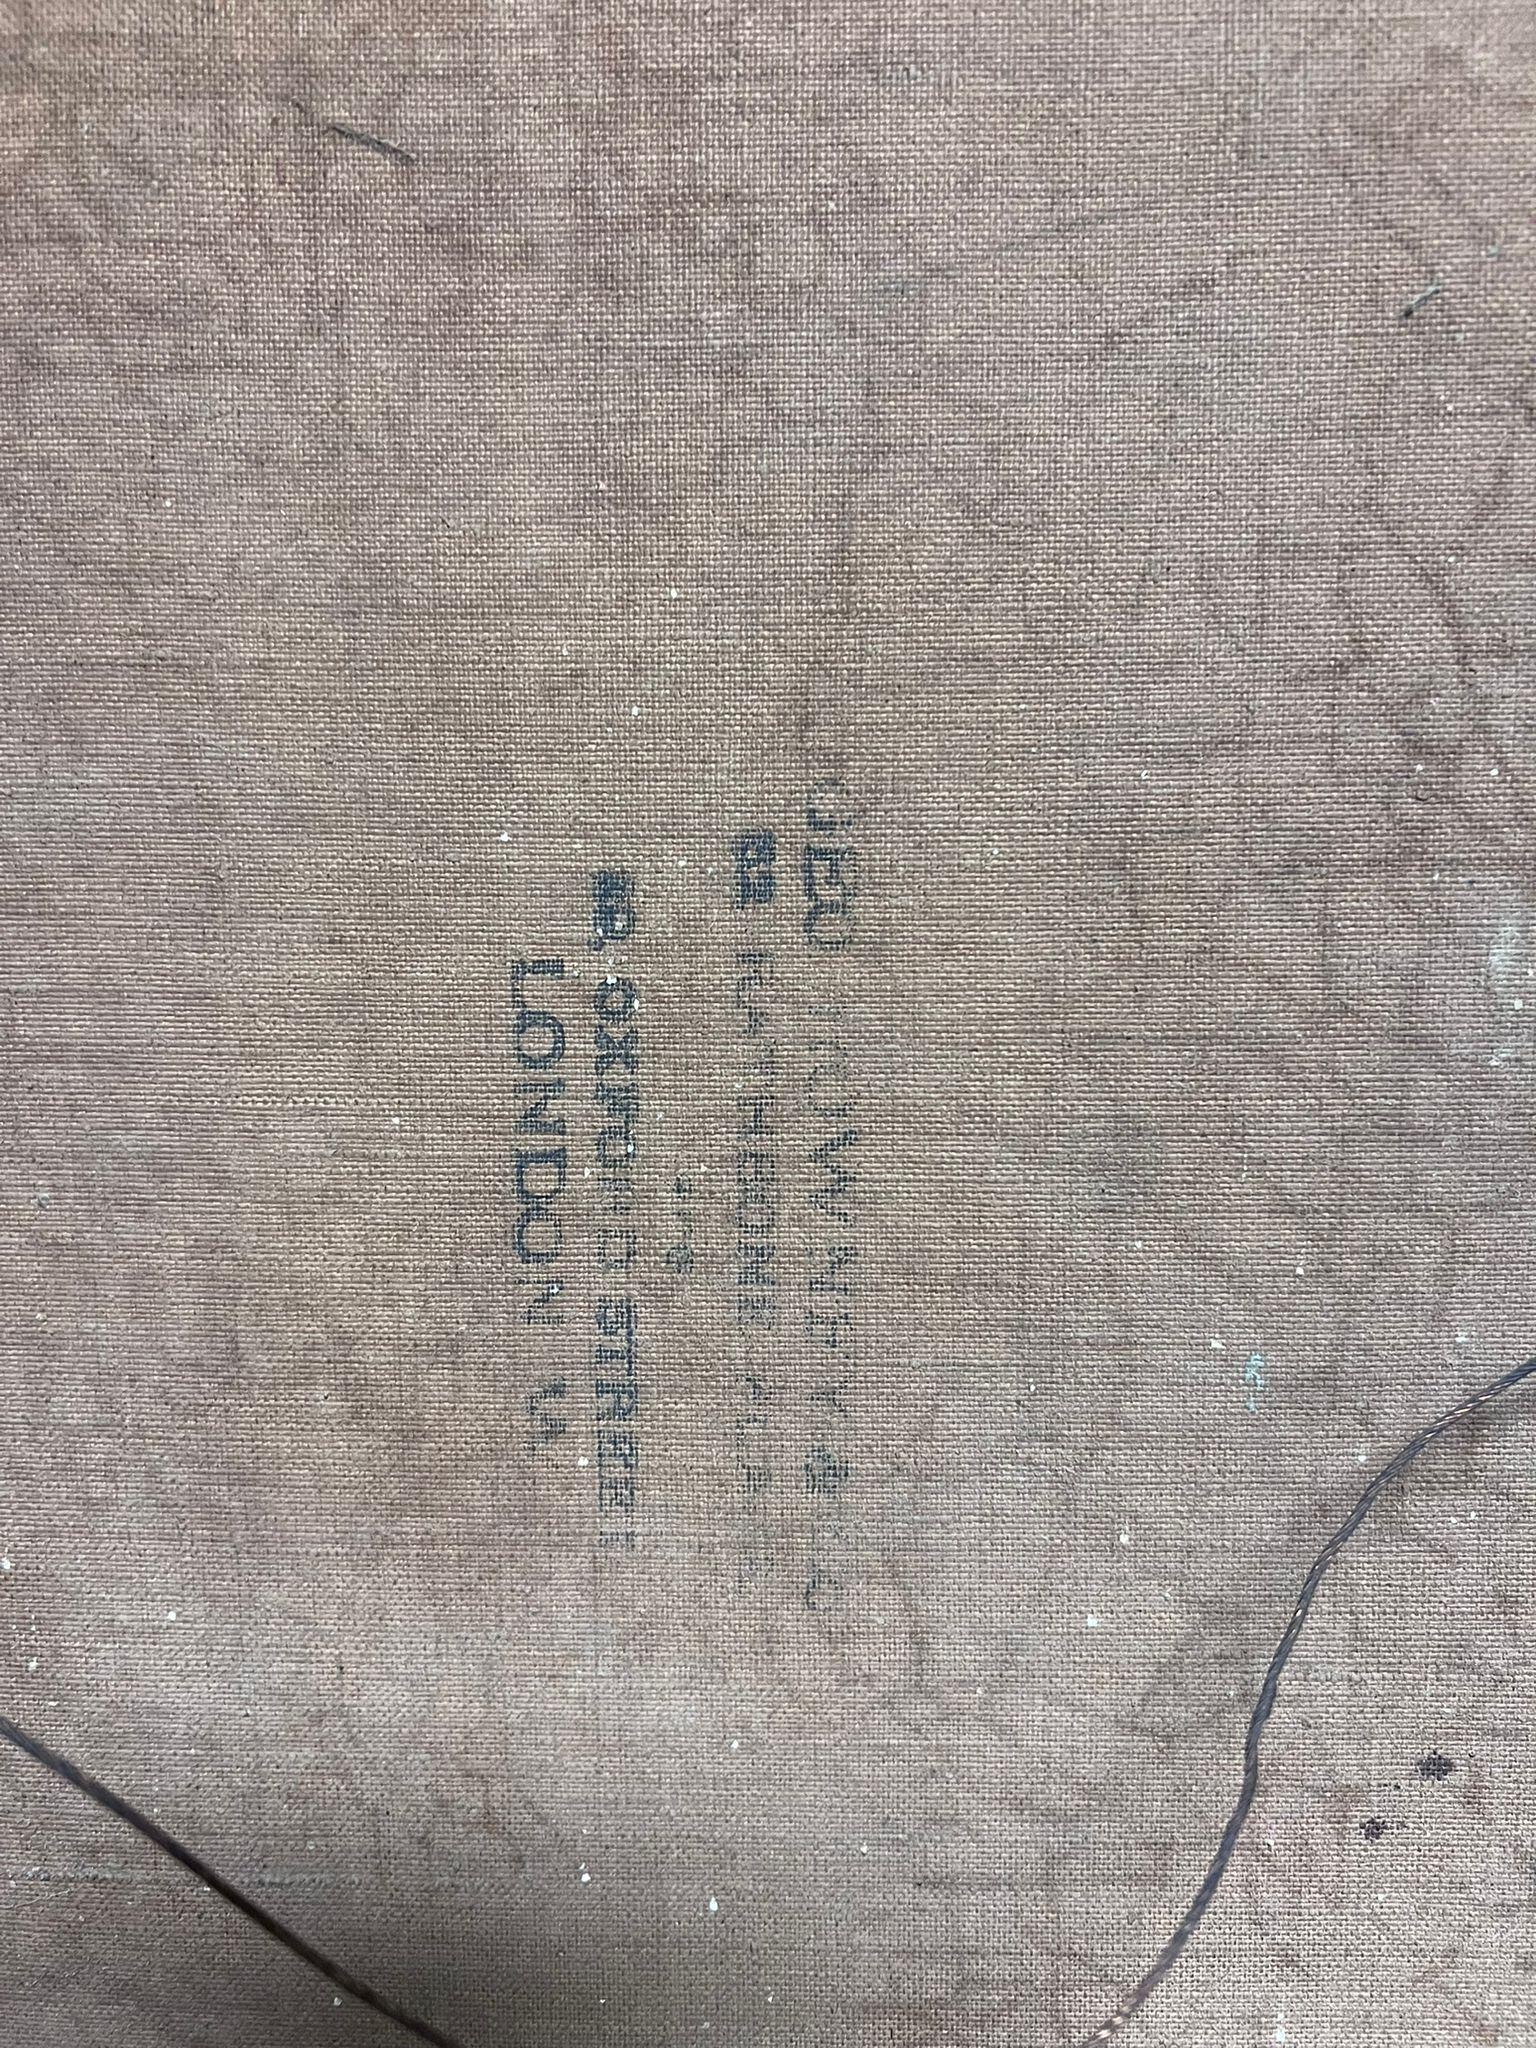 GEO ROWNEY & Co
RATHBONE PLACE
OXFORD STREET
LONDON